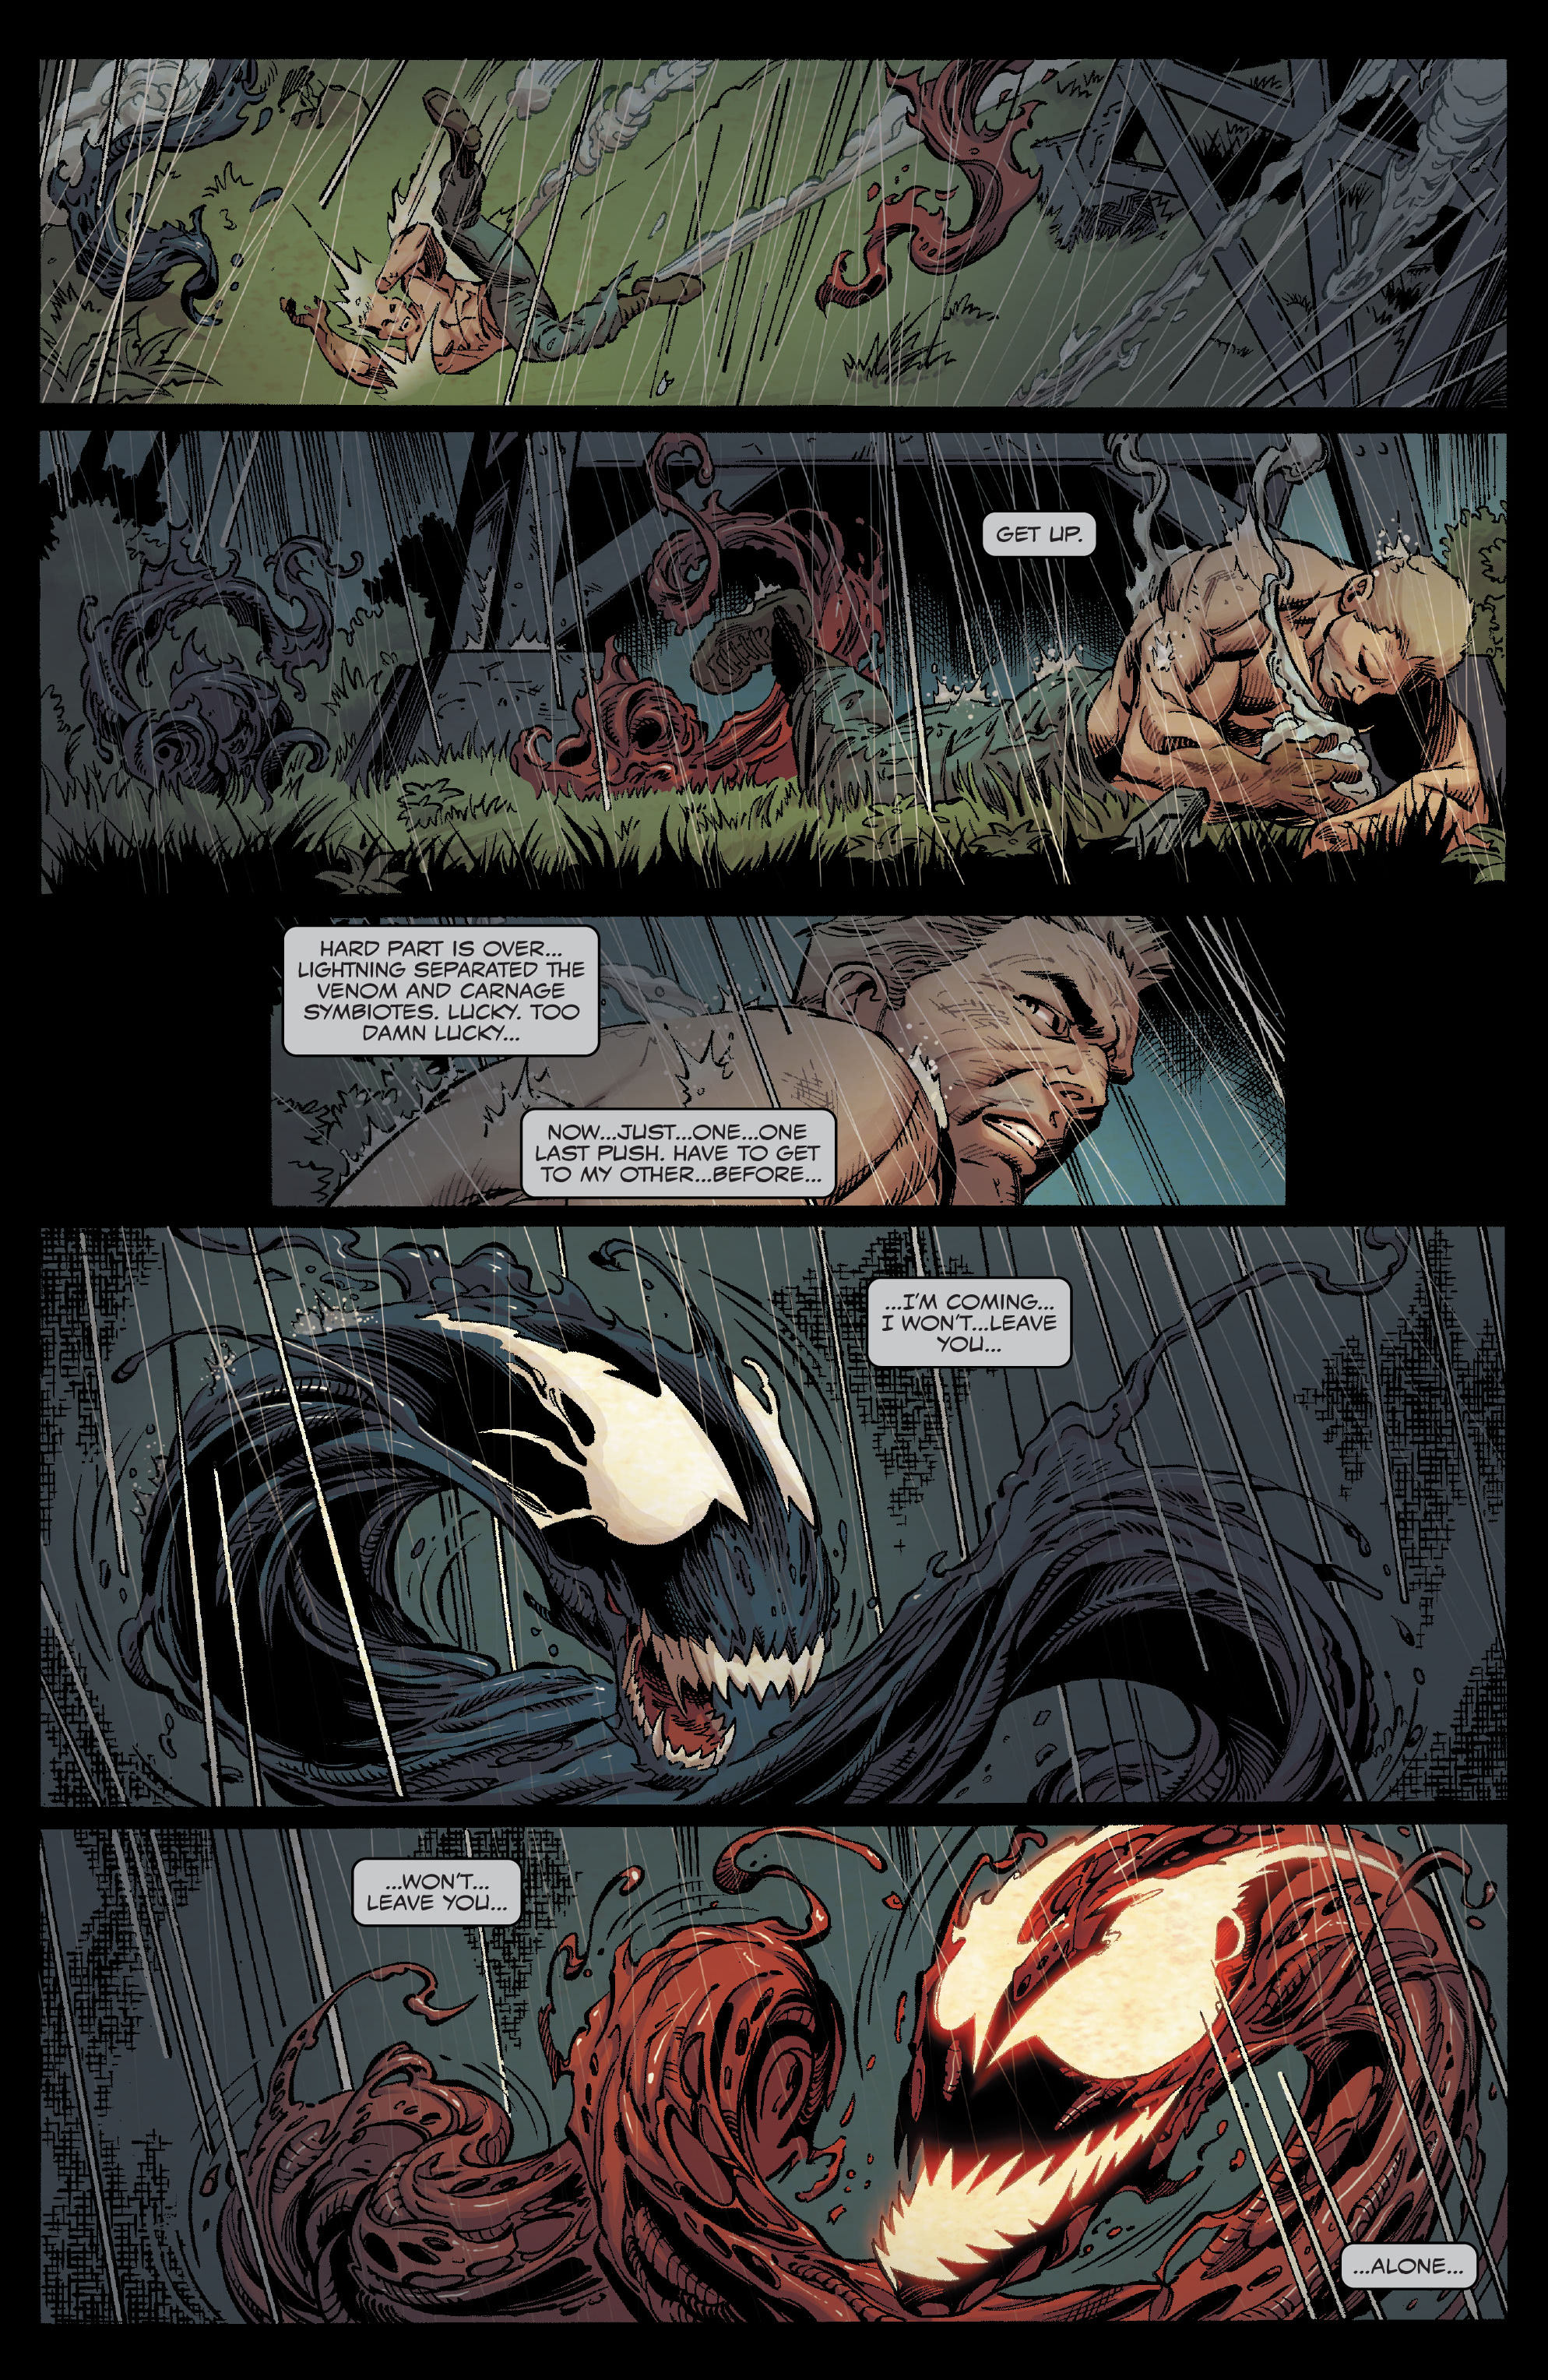 GET UP.
HARD PART IS OVER...
LIGHTNING SEPARATED THE
VENOM AND CARNAGE
SYMBIOTES. LUCKY. TOO
DAMN LUCKY...
NOW...JUST...ONE...ONE
LAST PUSH. HAVE TO GET
TO MY OTHER...BEFORE...
...I'M COMING...
I WON'T...LEAVE
YOU...
...WON'T...
LEAVE YOU...
...ALONE...